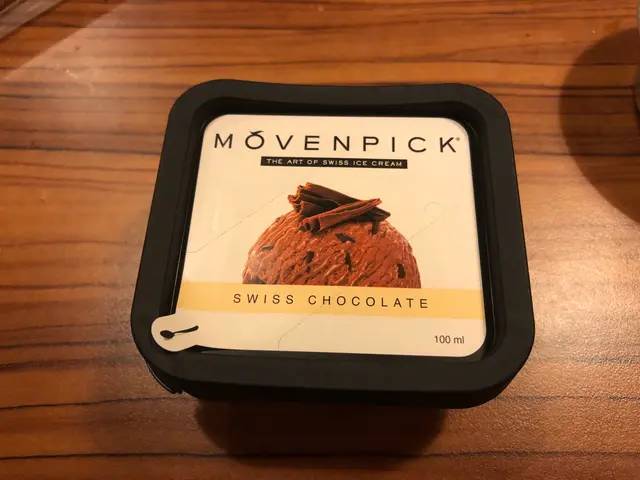 MÖVENPICK®
THE ART OF SWISS ICE CREAM
SWISS CHOCOLATE
100 ml